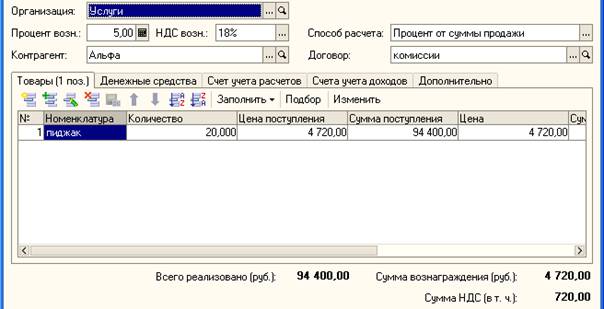 Организация: Услуги
Процент возн.: 5,00 НДС возн.: 18% Способ расчета: Процент от суммы продажи
Контрагент: Альфа Договор: комиссии
Товары (1 поз.) Денежные средства Счет учета расчетов Счета учета доходов Дополнительно
Заполнить Подбор Изменить
№ Номенклатура Количество Цена поступления Сумма поступления Цена Сум
1 пиджак 20,000 4 720,00 94 400,00 4 720,00
Всего реализовано (руб.): 94 400,00 Сумма вознаграждения (руб.): 4 720,00
Сумма НДС (в т. ч.): 720,00